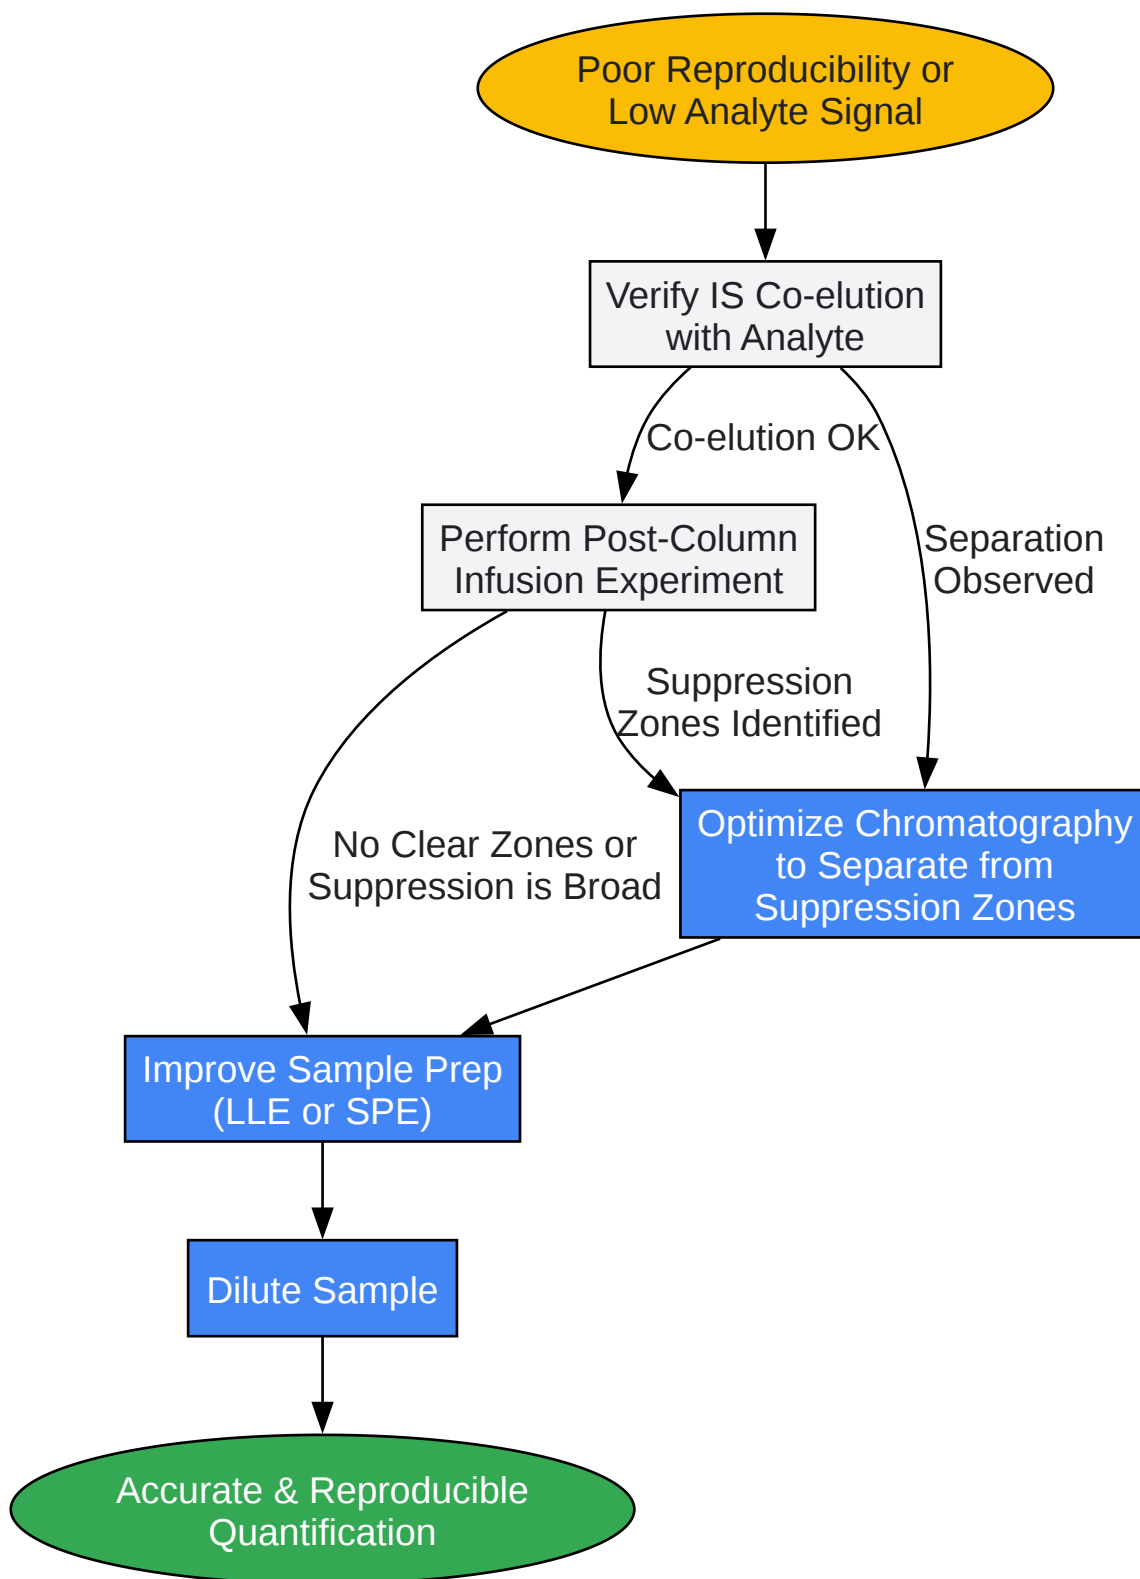 Poor Reproducibility or
Low Analyte Signal
Verify IS Co-elution
with Analyte
Co-elution OK
Separation
Observed
Perform Post-Column
Infusion Experiment
Suppression
Zones Identified
No Clear Zones or
Suppression is Broad
Optimize Chromatography
to Separate from
Suppression Zones
Improve Sample Prep
(LLE or SPE)
Dilute Sample
Accurate & Reproducible
Quantification